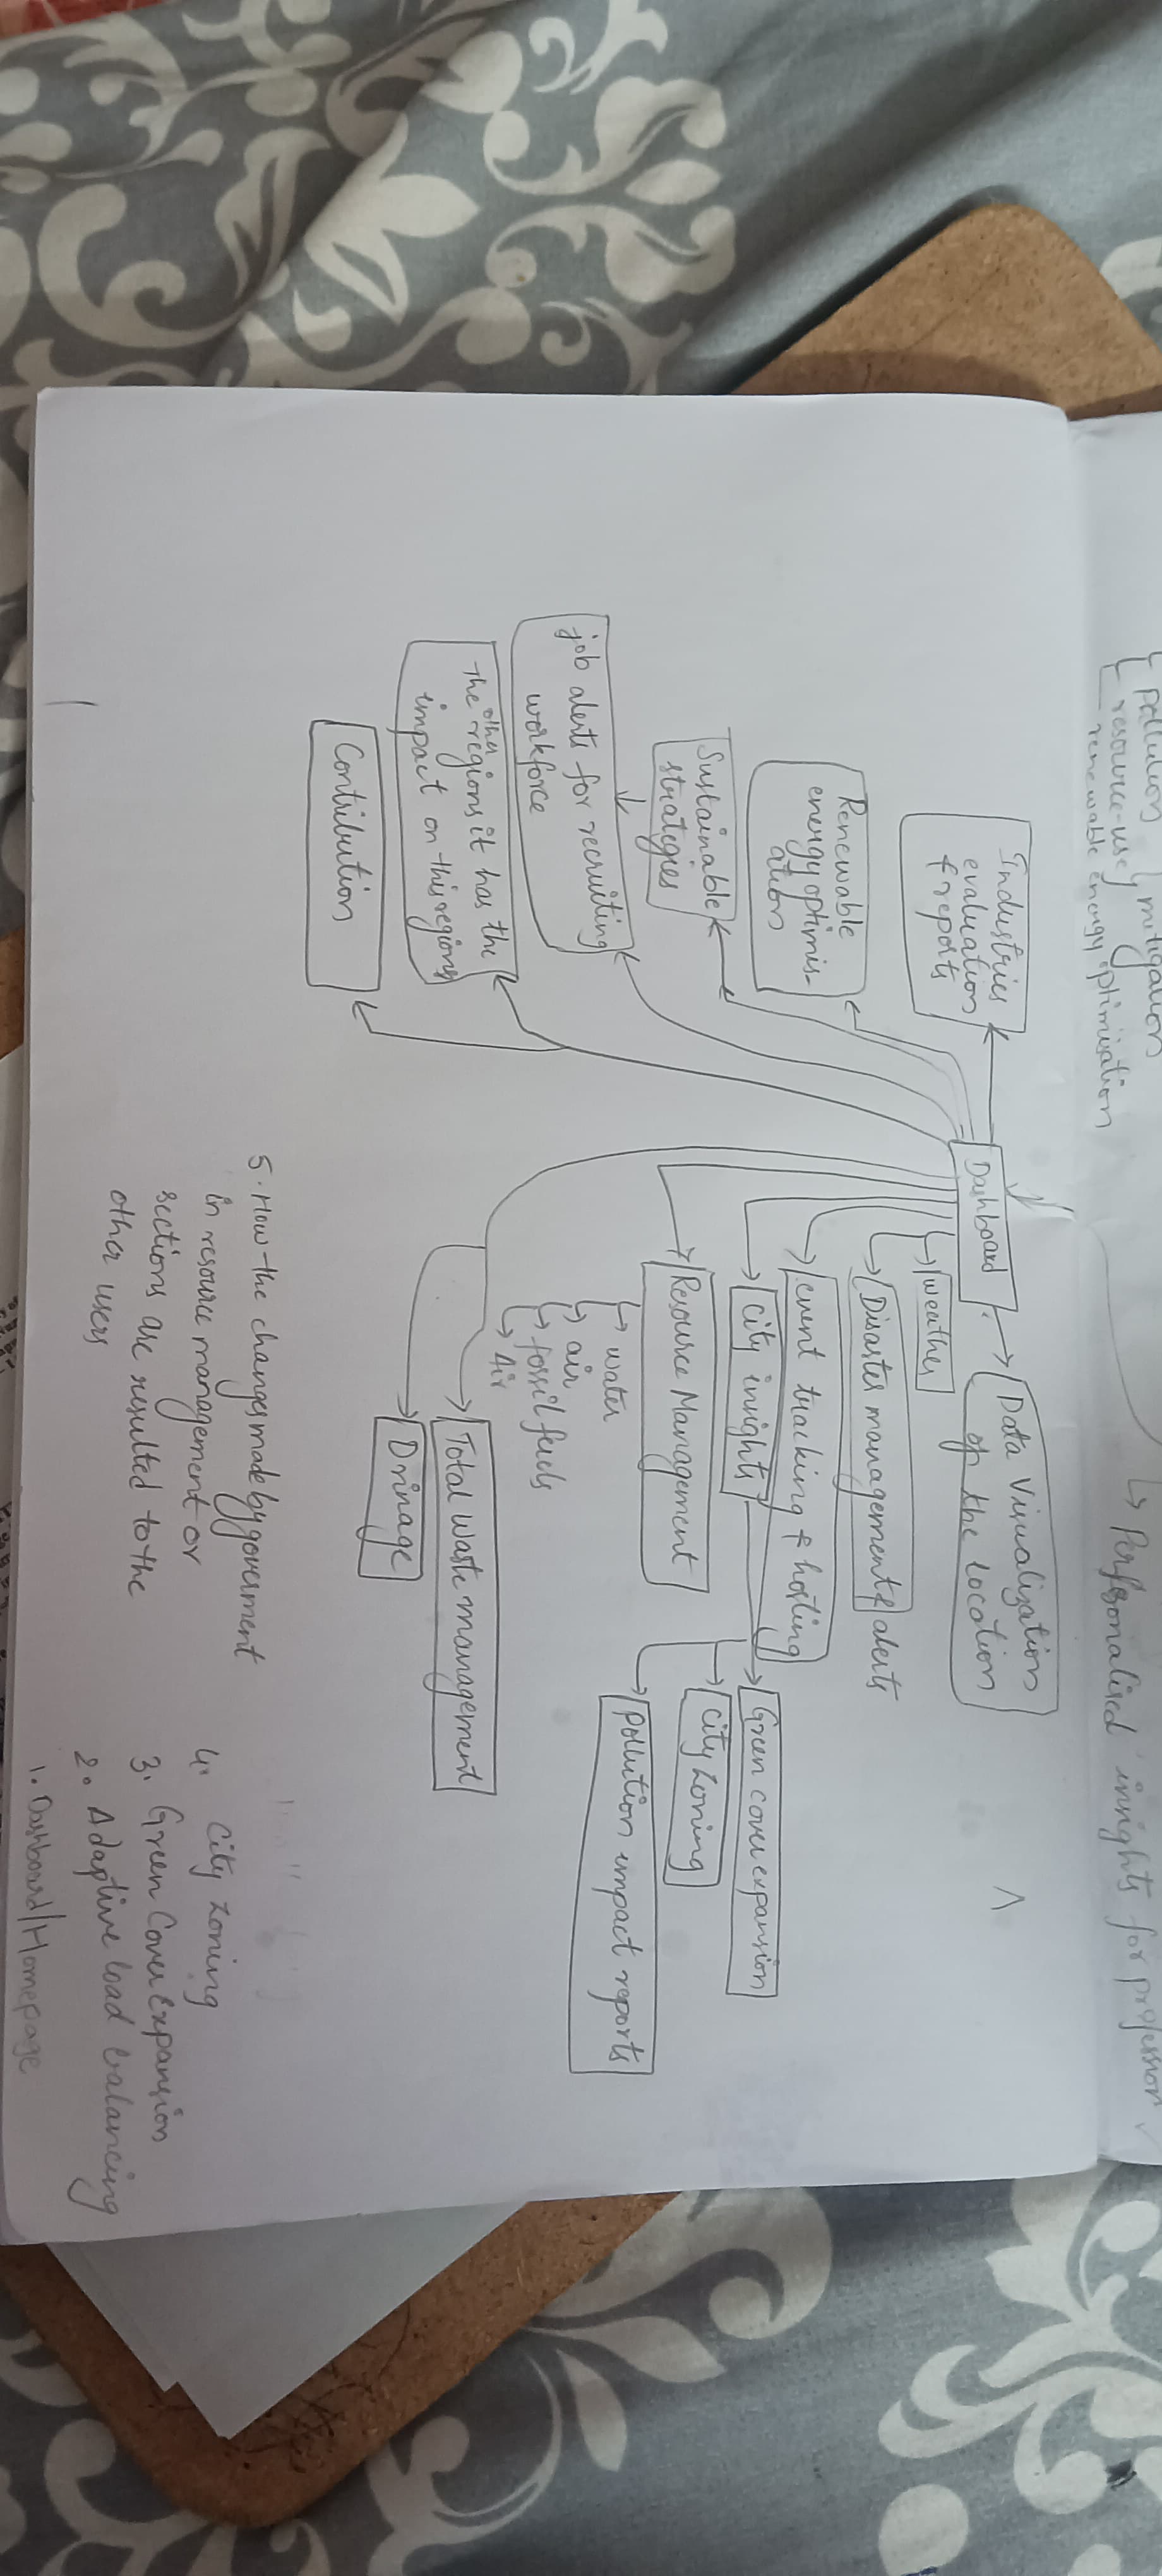 pollution
resource-use
mitigation
renewable energy optimisation
Persona­lised insights for profession
Dashboard
Industries
evaluation
& reports
Renewable
energy optimis-
ation
Sustainable
strategies
job alerts for recruiting
workforce
The other regions it has the
impact on this regions
Contribution
Data Visualization
of the location
weather
Disaster management & alerts
event tracking & hosting
City insights
Green cover expansion
City Zoning
Pollution impact reports
Resource Management
water
air
fossil fuels
Air
Total Waste management
Drinage
5. How the changes made by goverment
in resource management or
sections are resulted to the
other users
4. City Zoning
3. Green Cover Expansion
2. Adaptive load balancing
1. Dashboard/Homepage